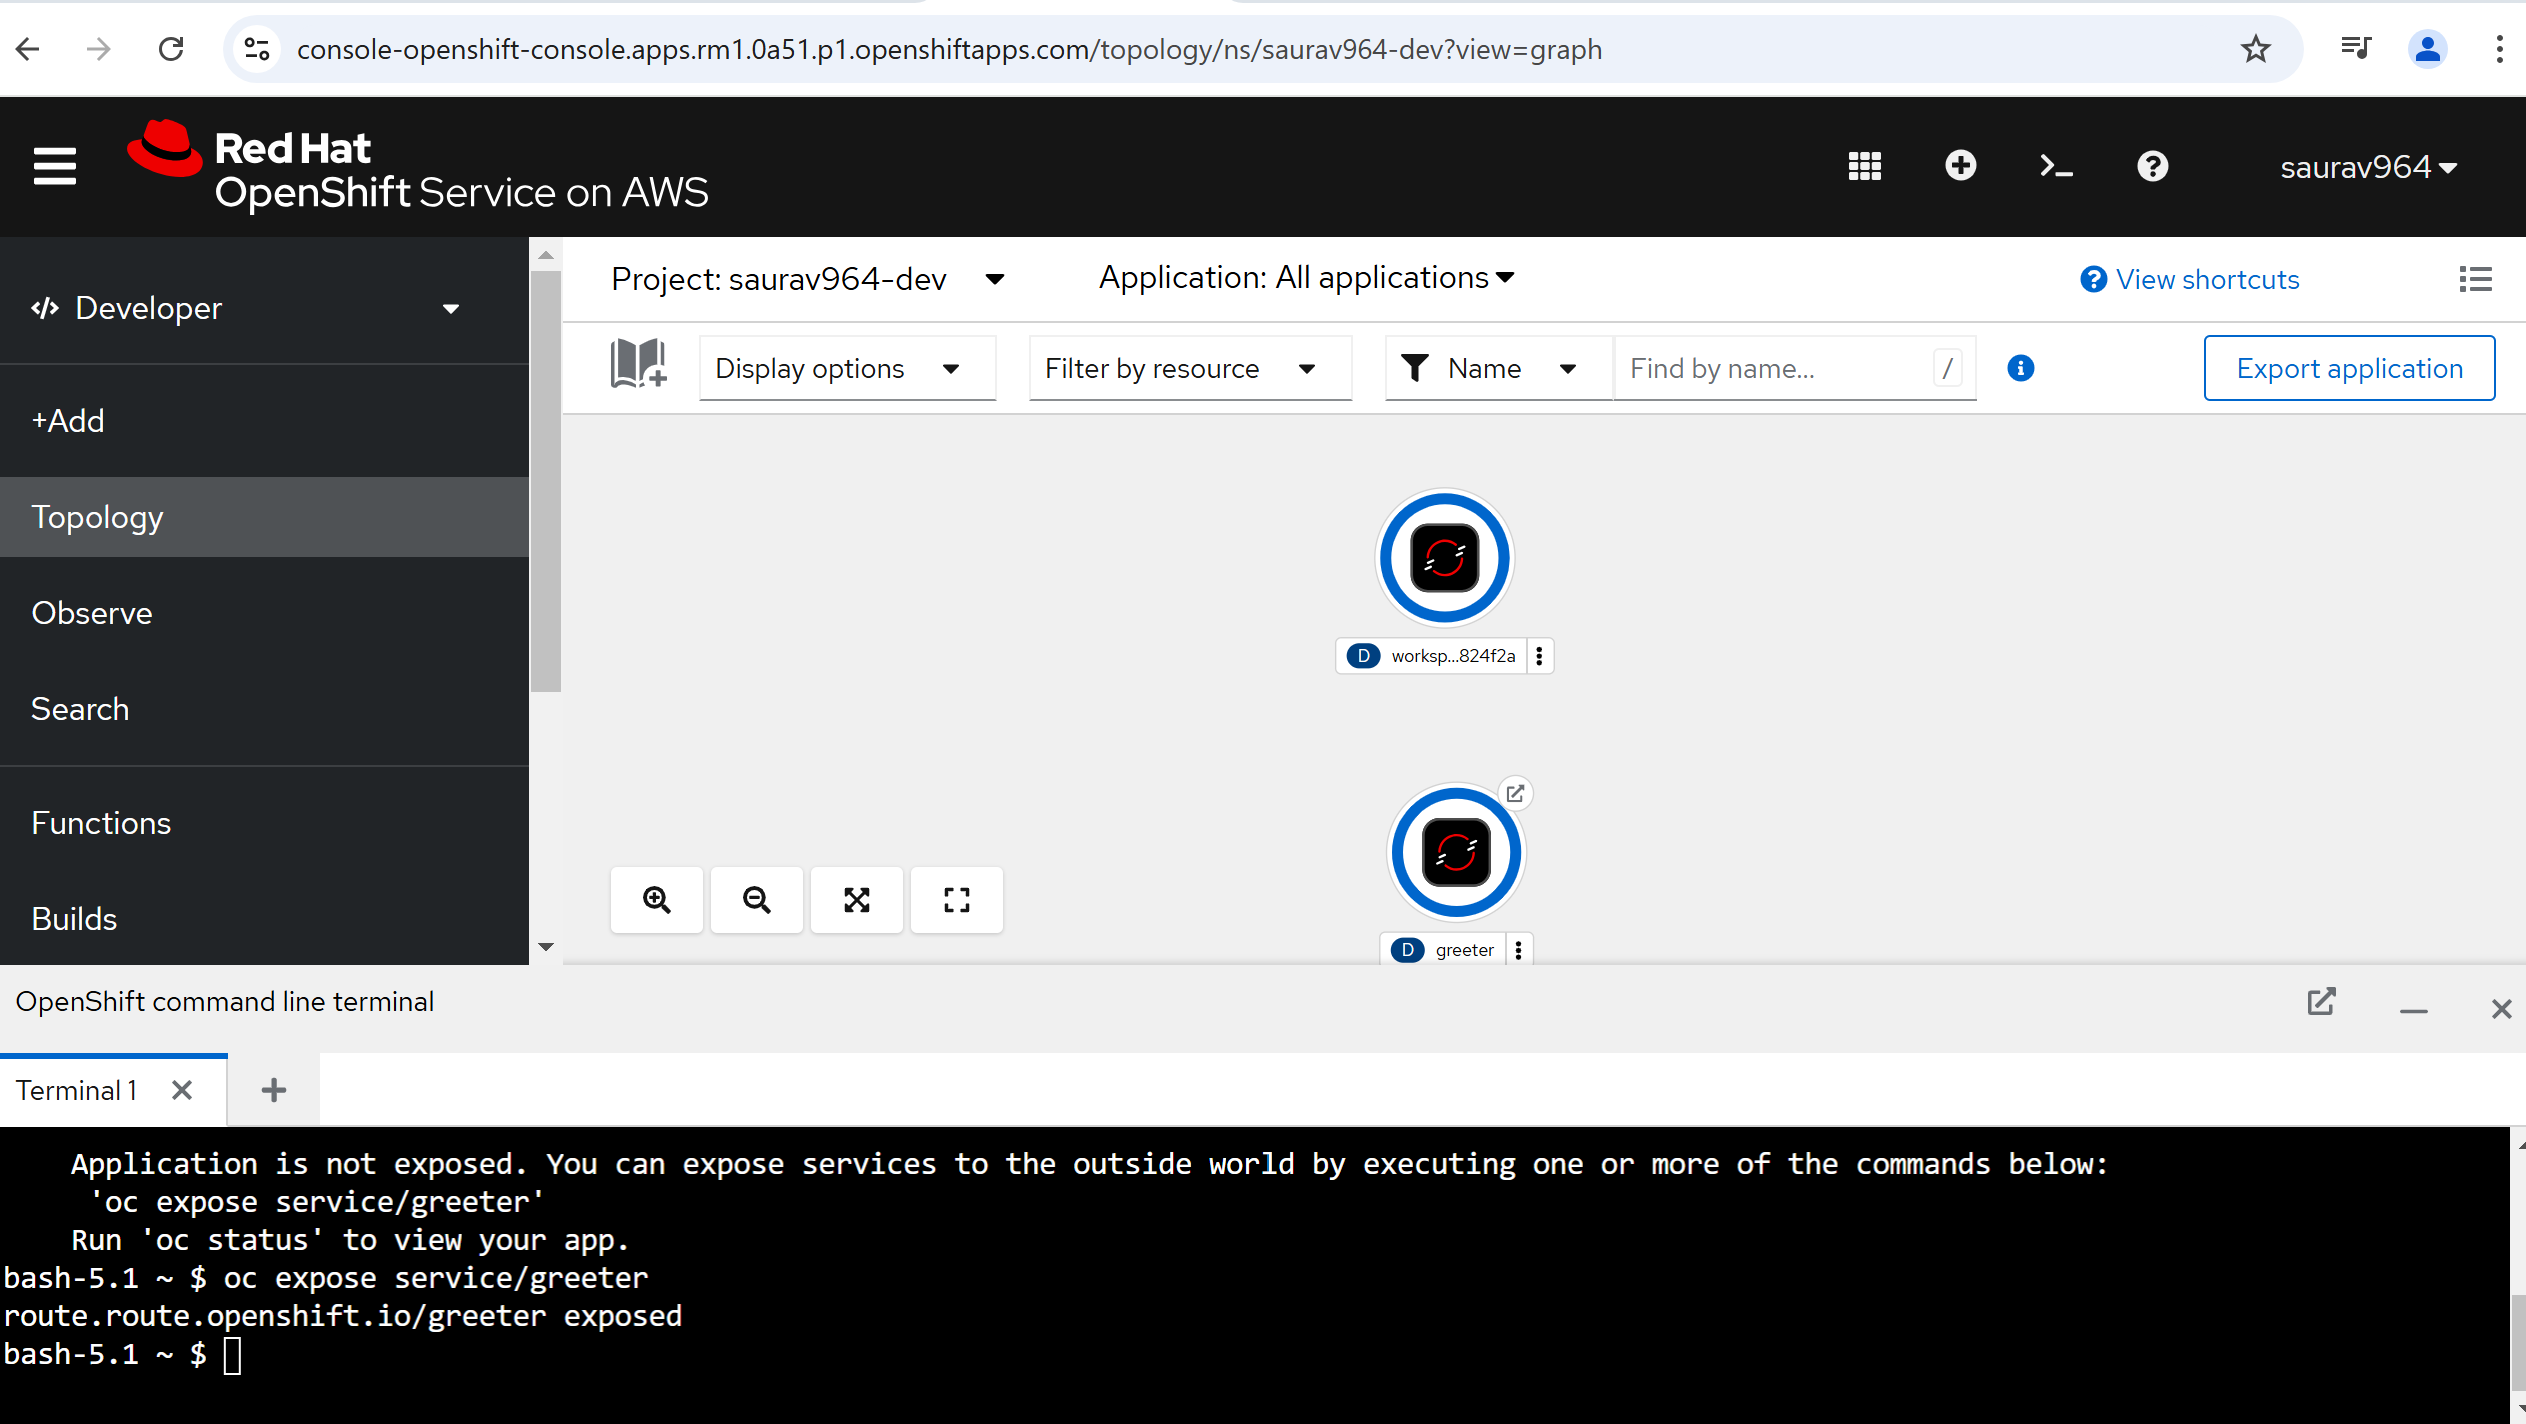 console-openshift-console.apps.rm1.0a51.p1.openshiftapps.com/topology/ns/saurav964-dev?view=graph
Red Hat
OpenShift Service on AWS
saurav964
Developer
+Add
Topology
Observe
Search
Functions
Builds
Project: saurav964-dev
Application: All applications
View shortcuts
Display options
Filter by resource
Name
Find by name...
/
Export application
D worksp...824f2a
D greeter
OpenShift command line terminal
Terminal 1
Application is not exposed. You can expose services to the outside world by executing one or more of the commands below:
'oc expose service/greeter'
Run 'oc status' to view your app.
bash-5.1 ~ $ oc expose service/greeter
route.route.openshift.io/greeter exposed
bash-5.1 ~ $